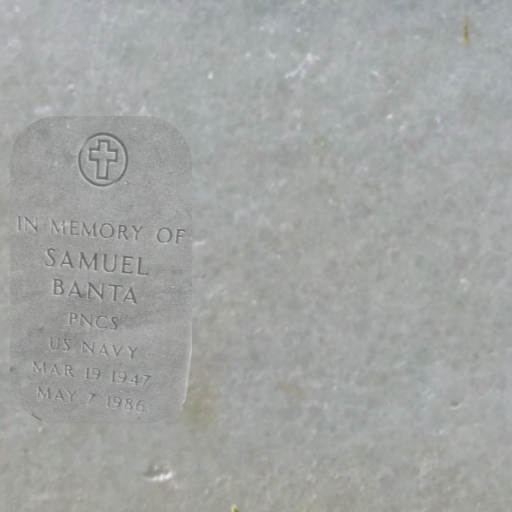 IN MEMORY OF
SAMUEL
BANTA
PNCS
US NAVY
MAR 19 1947
MAY 7 1986